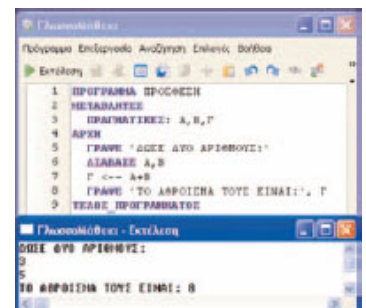 Γλωσσομάθεια
Πρόγραμμα Επεξεργασία Αναζήτηση Επιλογές Βοήθεια
Εκτέλεση
1 ΠΡΟΓΡΑΜΜΑ ΠΡΟΣΘΕΣΗ
2 ΜΕΤΑΒΛΗΤΕΣ
3 ΠΡΑΓΜΑΤΙΚΕΣ: Α,Β,Γ
4 ΑΡΧΗ
5 ΓΡΑΨΕ 'ΔΩΣΕ ΔΥΟ ΑΡΙΘΜΟΥΣ:'
6 ΔΙΑΒΑΣΕ Α,Β
7 Γ <-- Α+Β
8 ΓΡΑΨΕ 'ΤΟ ΑΘΡΟΙΣΜΑ ΤΟΥΣ ΕΙΝΑΙ:', Γ
9 ΤΕΛΟΣ_ΠΡΟΓΡΑΜΜΑΤΟΣ
Γλωσσομάθεια - Εκτέλεση
ΔΩΣΕ ΔΥΟ ΑΡΙΘΜΟΥΣ:
3
5
ΤΟ ΑΘΡΟΙΣΜΑ ΤΟΥΣ ΕΙΝΑΙ: 8